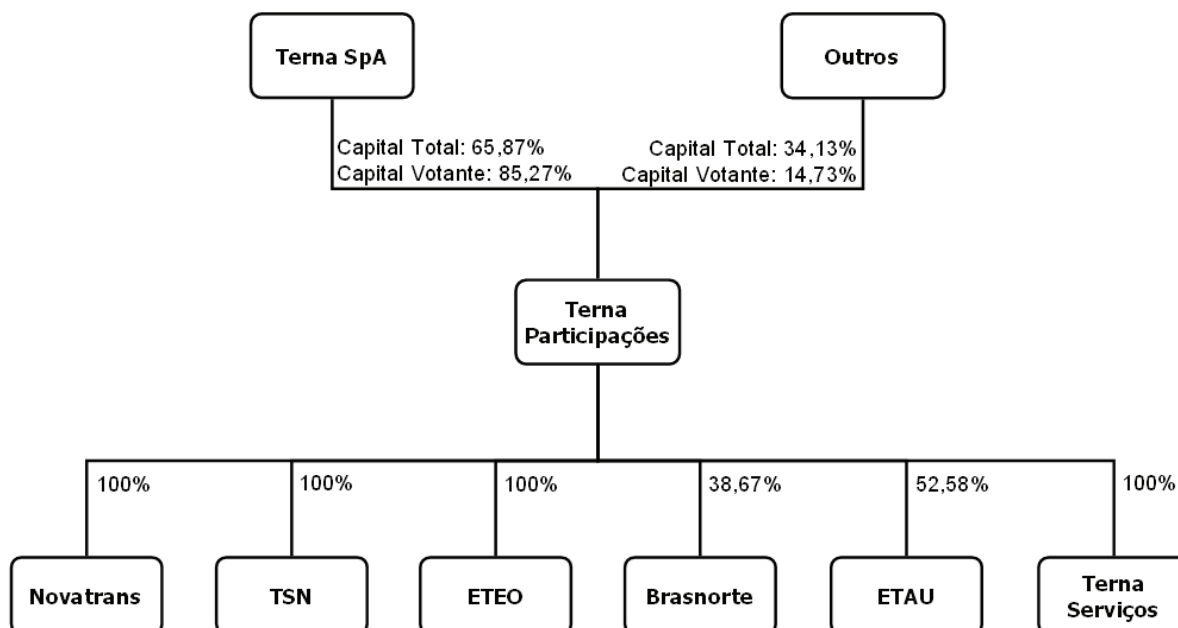 Terna SpA
Outros
Capital Total: 65,87%
Capital Votante: 85,27%
Capital Total: 34,13%
Capital Votante: 14,73%
Terna
Participações
100%
100%
100%
38,67%
52,58%
100%
Novatrans
TSN
ETEO
Brasnorte
ETAU
Terna
Serviços